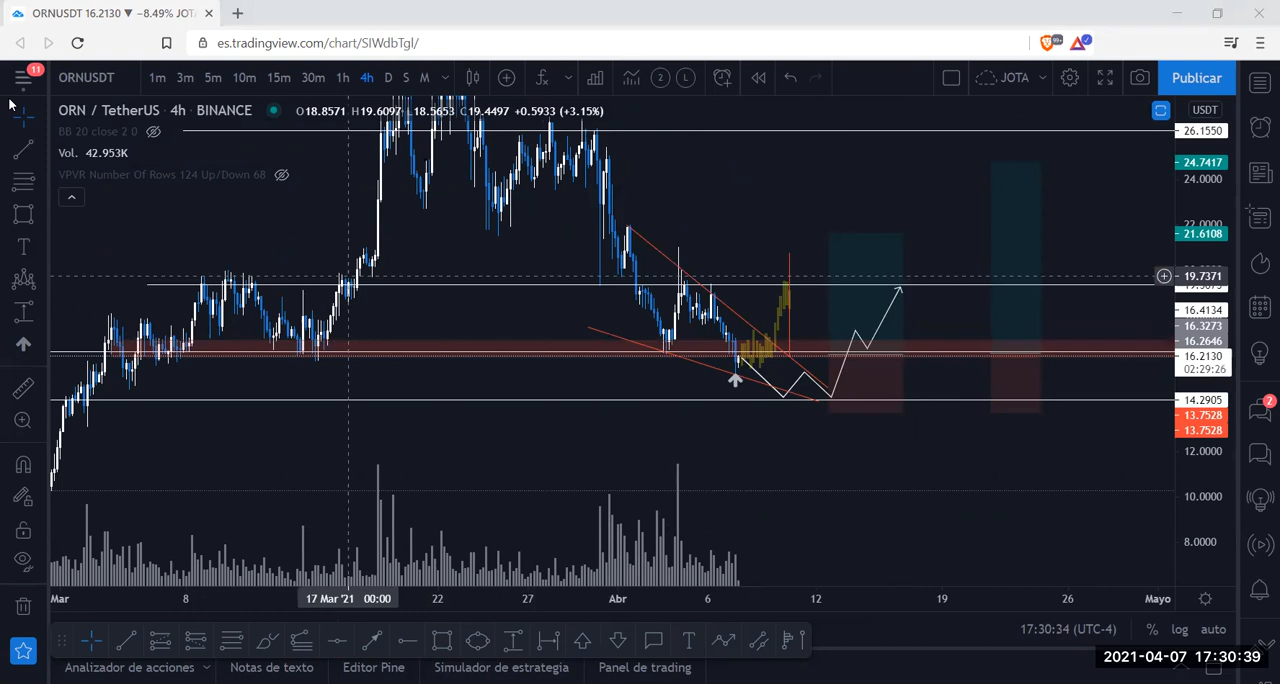 ORNUSDT 16.2130 ▼ −8.49% JOTA
es.tradingview.com/chart/SIWdbTgl/
99+
11
ORNUSDT 1m 3m 5m 10m 15m 30m 1h 4h D S M 2 L JOTA Publicar
ORN / TetherUS · 4h · BINANCE O18.8571 H19.6097 L18.5653 C19.4497 +0.5933 (+3.15%) USDT
BB 20 close 2 0
Vol. 42.953K
VPVR Number Of Rows 124 Up/Down 68
26.1550
24.7417
24.0000
22.0000
21.6108
19.7371
16.4134
16.3273
16.2646
16.2130
02:29:26
14.2905
13.7528
13.7528
12.0000
10.0000
8.0000
2
Mar 8 17 Mar '21 00:00 22 27 Abr 6 12 19 26 Mayo
17:30:34 (UTC-4) % log auto
Analizador de acciones Notas de texto Editor Pine Simulador de estrategia Panel de trading
2021-04-07 17:30:39